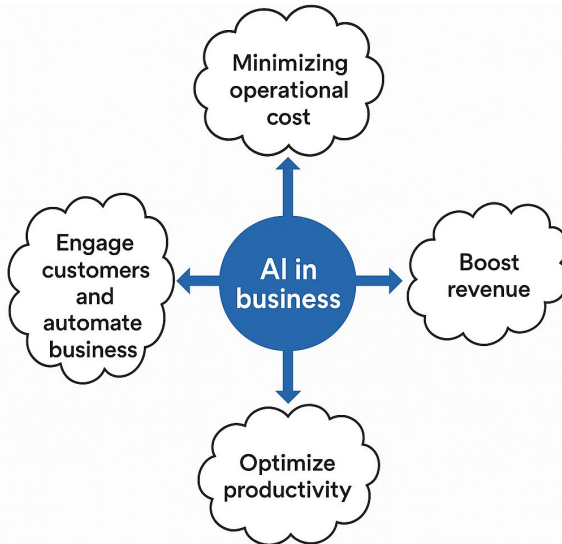 Minimizing
operational
cost
Engage
customers
and
automate
business
AI in
business
Boost
revenue
Optimize
productivity